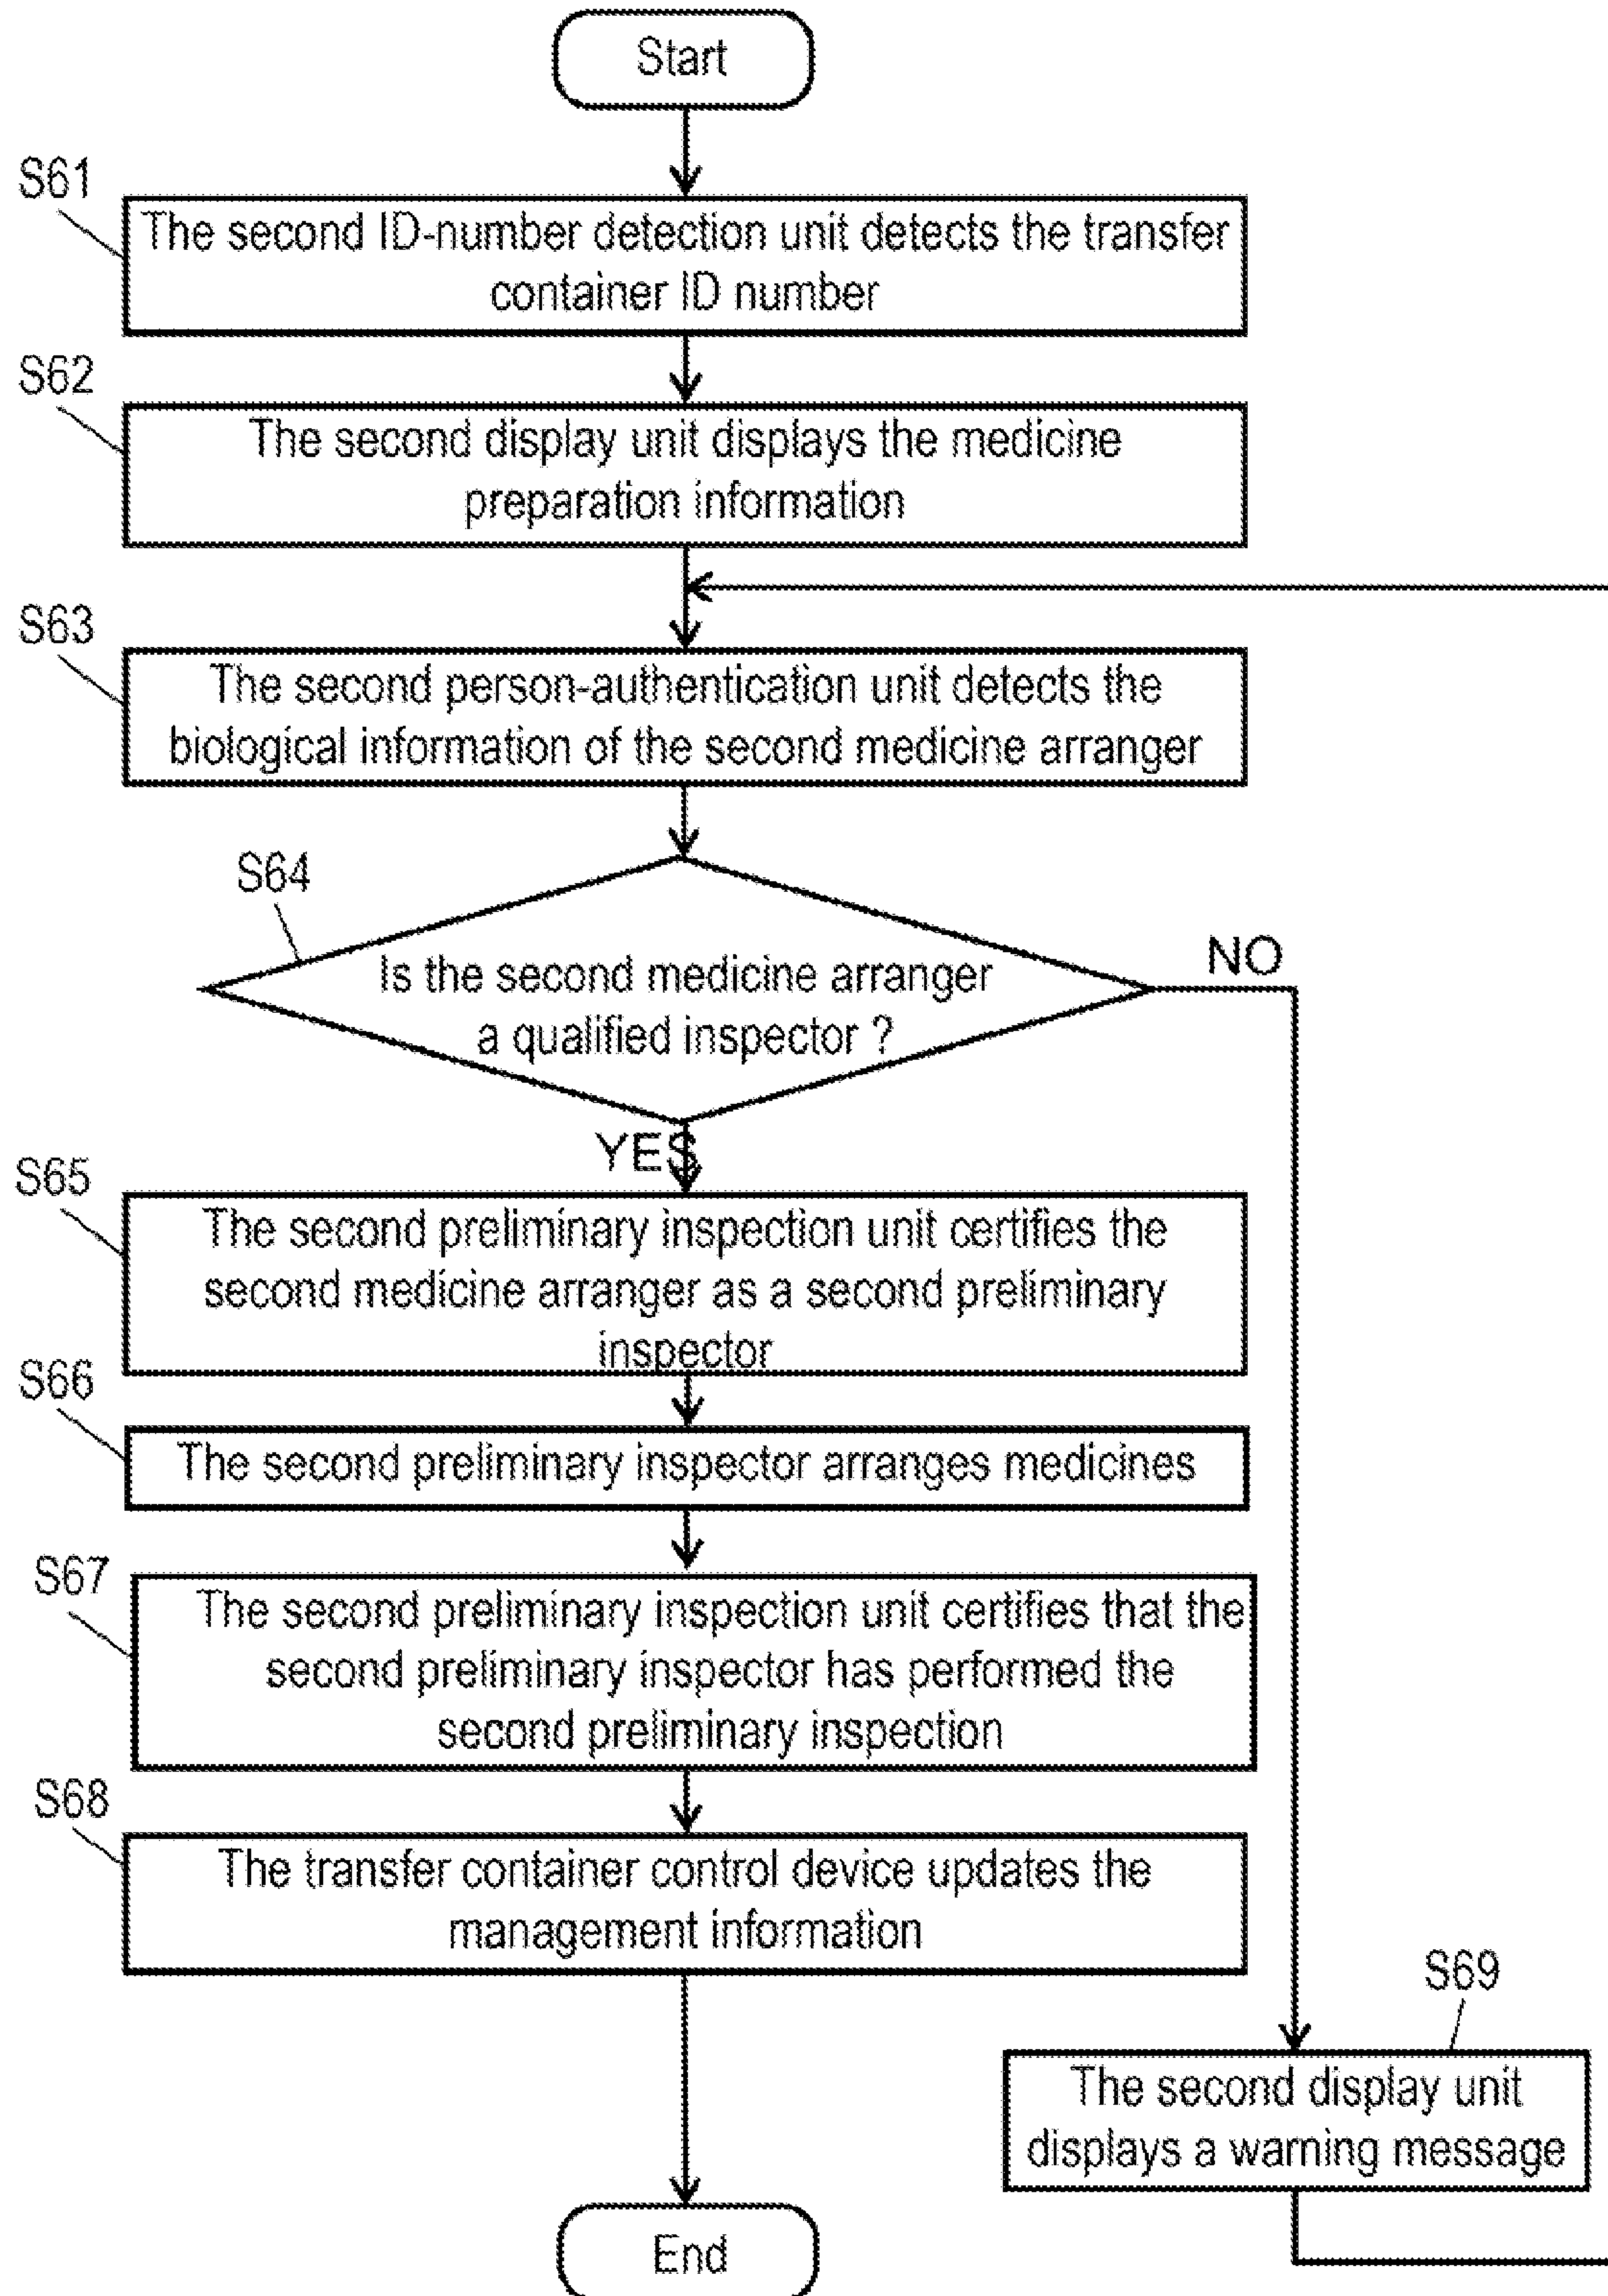 Start
S61
The second ID-number detection unit detects the transfer
container ID number
S62
The second display unit displays the medicine
preparation information
S63
The second person-authentication unit detects the
biological information of the second medicine arranger
S64
Is the second medicine arranger
a qualified inspector ?
NO
YES
S65
The second preliminary inspection unit certifies the
second medicine arranger as a second preliminary
inspector
S66
The second preliminary inspector arranges medicines
S67
The second preliminary inspection unit certifies that the
second preliminary inspector has performed the
second preliminary inspection
S68
The transfer container control device updates the
management information
S69
The second display unit
displays a warning message
End